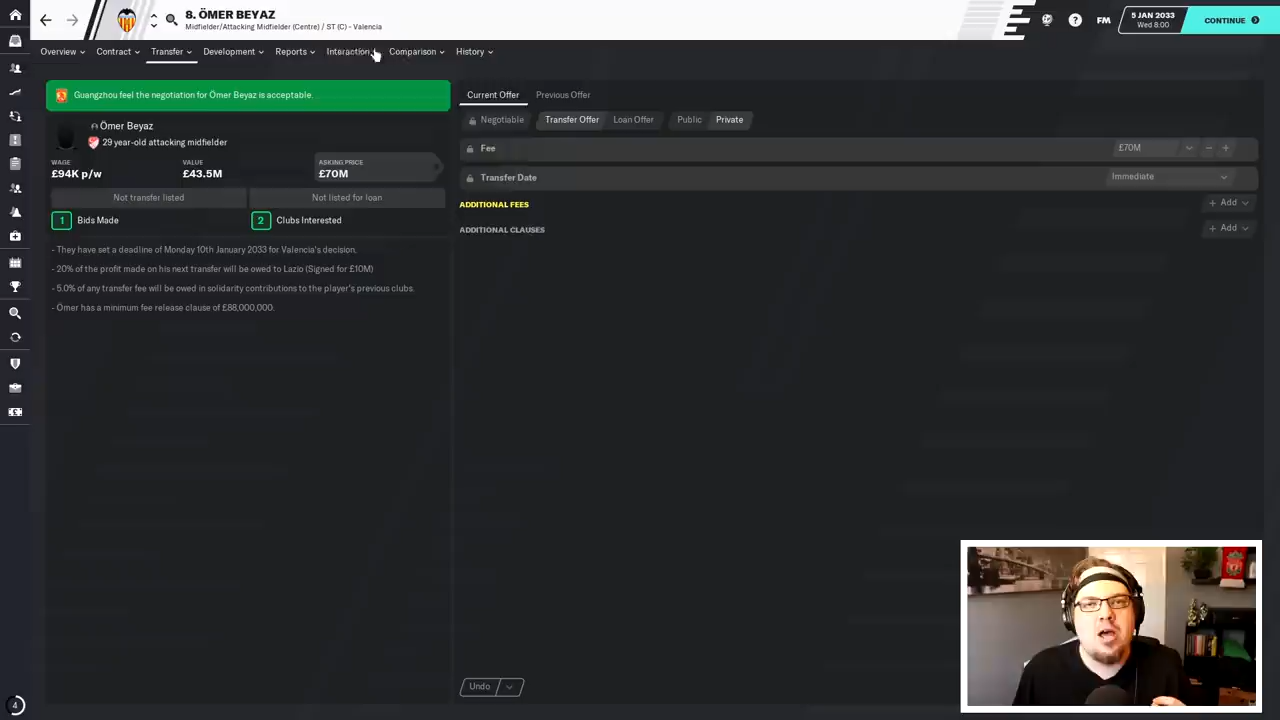 8. ÖMER BEYAZ
Midfielder/Attacking Midfielder (Centre) / ST (C) - Valencia
FM
5 JAN 2033
Wed 8:00
CONTINUE
Overview
Contract
Transfer
Development
Reports
Interaction
Comparison
History
Guangzhou feel the negotiation for Ömer Beyaz is acceptable.
Ömer Beyaz
29 year-old attacking midfielder
WAGE
£94K p/w
VALUE
£43.5M
ASKING PRICE
£70M
Not transfer listed
Not listed for loan
1 Bids Made
2 Clubs Interested
- They have set a deadline of Monday 10th January 2033 for Valencia's decision.
- 20% of the profit made on his next transfer will be owed to Lazio (Signed for £10M)
- 5.0% of any transfer fee will be owed in solidarity contributions to the player's previous clubs.
- Ömer has a minimum fee release clause of £88,000,000.
Current Offer
Previous Offer
Negotiable
Transfer Offer
Loan Offer
Public
Private
Fee
£70M
Transfer Date
Immediate
ADDITIONAL FEES
+ Add
ADDITIONAL CLAUSES
+ Add
Undo
4